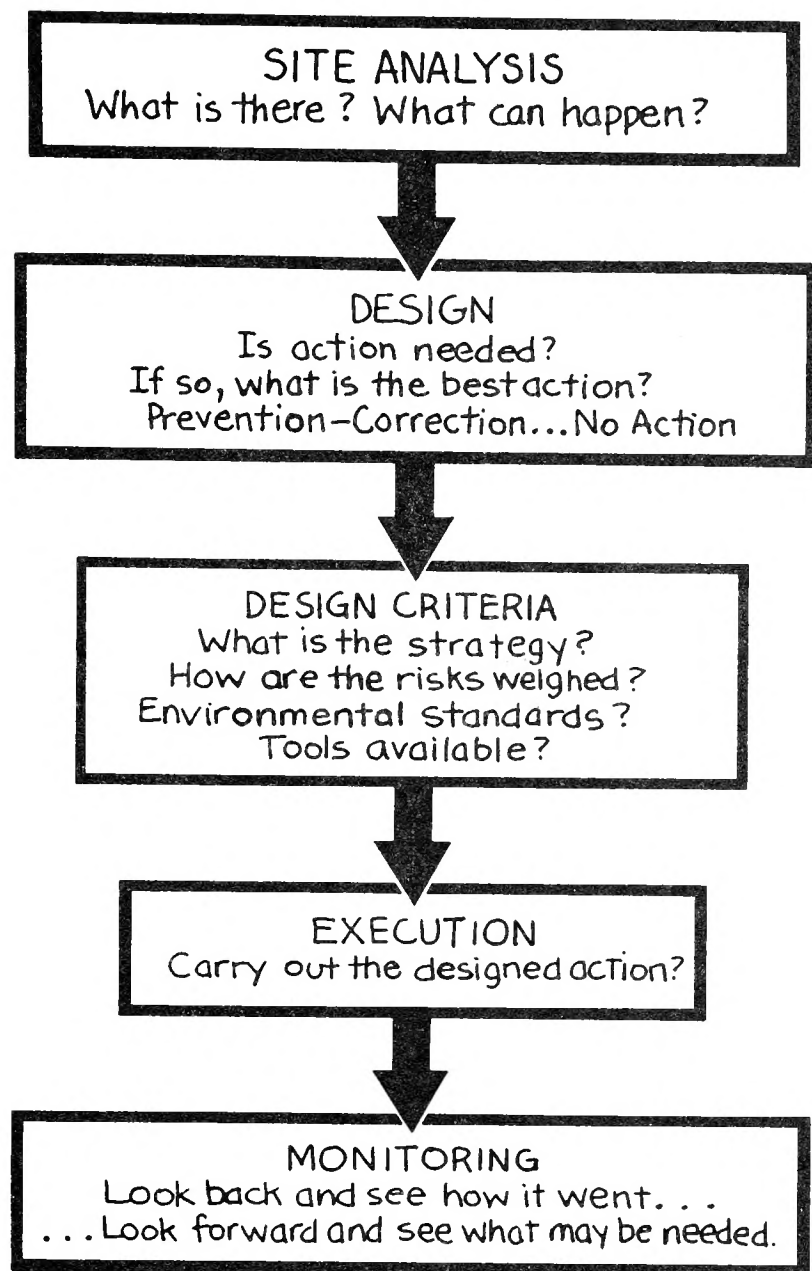 SITE ANALYSIS
What is there? What can happen?
DESIGN
Is action needed?
If so, what is the best action?
Prevention-Correction...No Action
DESIGN CRITERIA
What is the strategy?
How are the risks weighed?
Environmental standards?
Tools available?
EXECUTION
Carry out the designed action?
MONITORING
Look back and see how it went...
...Look forward and see what may be needed.